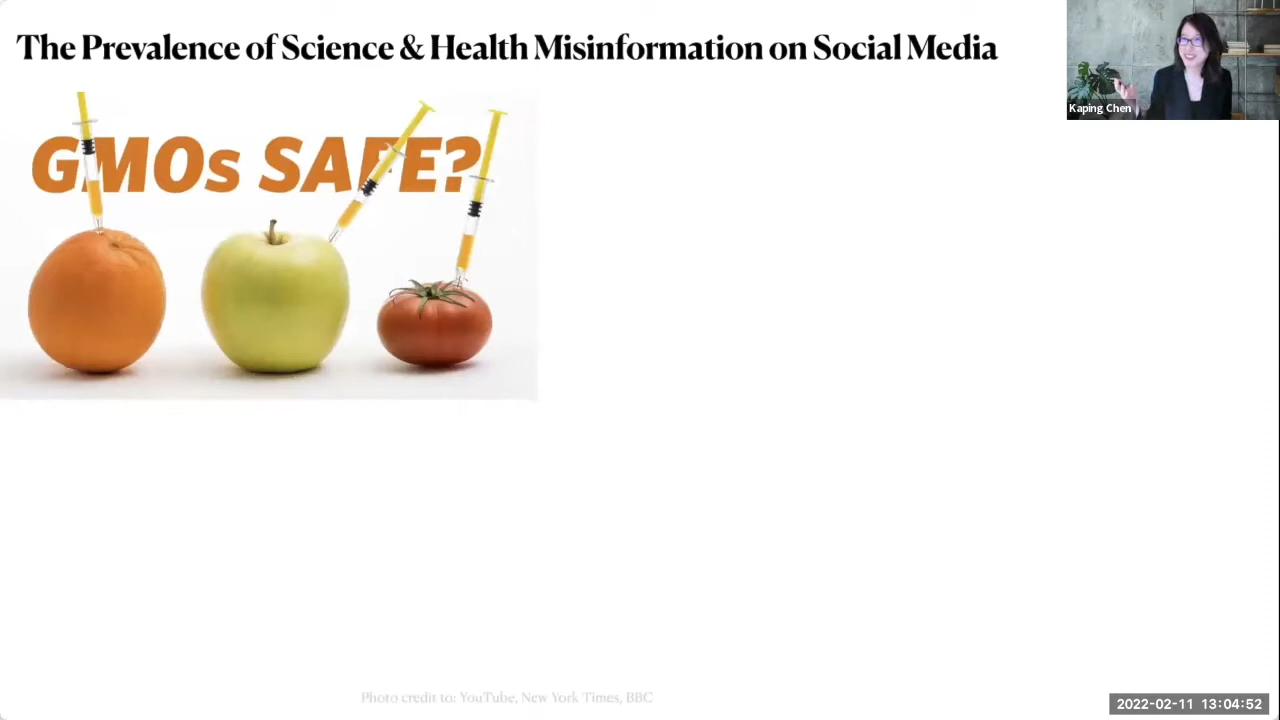 The Prevalence of Science & Health Misinformation on Social Media
Kaping Chen
GMOs SAFE?
Photo credit to: YouTube, New York Times, BBC
2022-02-11 13:04:52